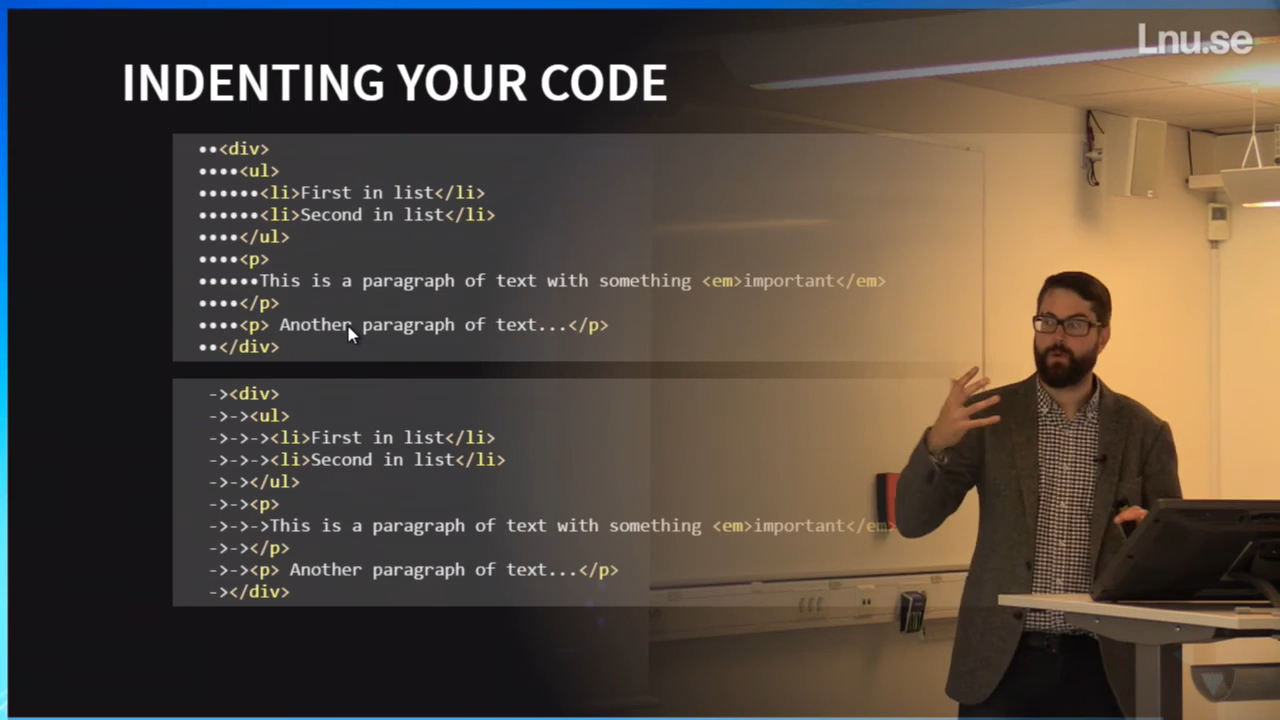 Lnu.se
INDENTING YOUR CODE
••<div>
••••<ul>
••••••<li>First in list</li>
••••••<li>Second in list</li>
••••</ul>
••••<p>
••••••This is a paragraph of text with something <em>important</em>
••••</p>
••••<p> Another paragraph of text...</p>
••</div>
-><div>
->-><ul>
->->-><li>First in list</li>
->->-><li>Second in list</li>
->-></ul>
->-><p>
->->->This is a paragraph of text with something <em>important</em>
->-></p>
->-><p> Another paragraph of text...</p>
-></div>